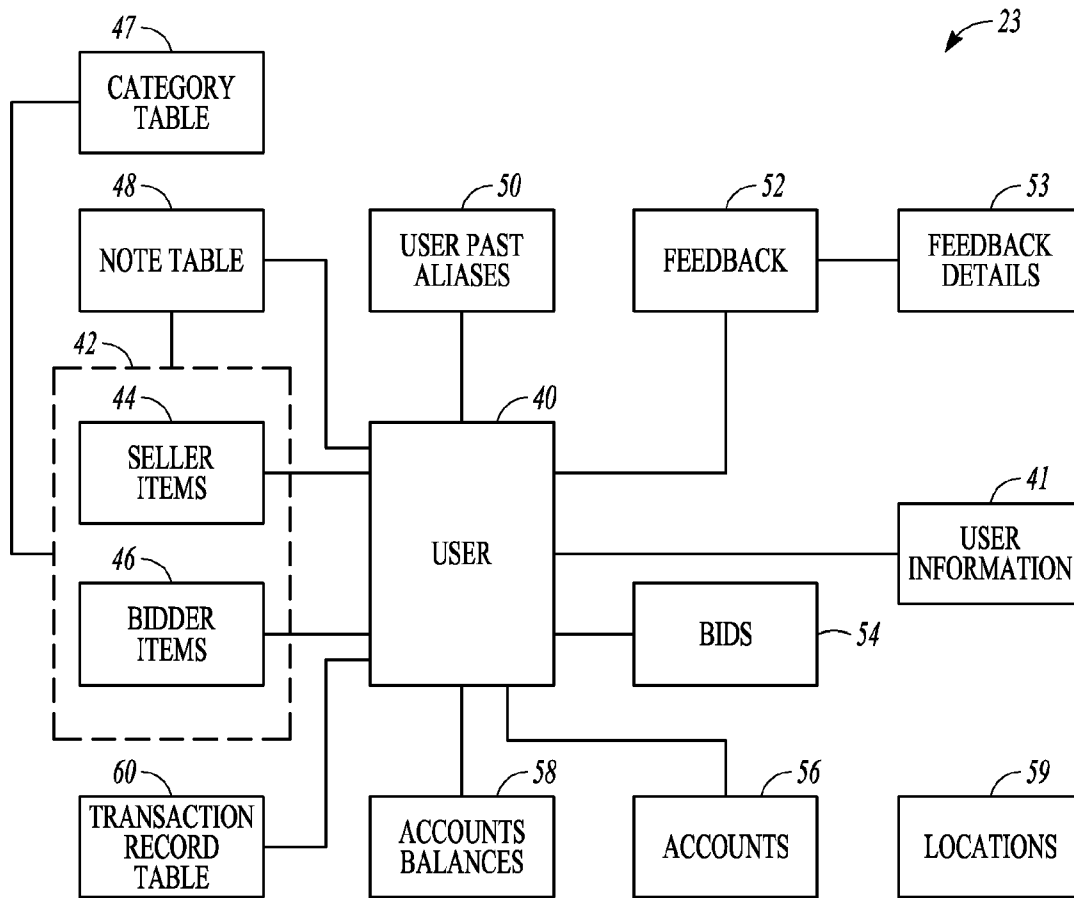 23
47
CATEGORY
TABLE
48
NOTE TABLE
50
USER PAST
ALIASES
52
FEEDBACK
53
FEEDBACK
DETAILS
42
44
SELLER
ITEMS
46
BIDDER
ITEMS
40
USER
41
USER
INFORMATION
BIDS
54
60
TRANSACTION
RECORD
TABLE
58
ACCOUNTS
BALANCES
56
ACCOUNTS
59
LOCATIONS